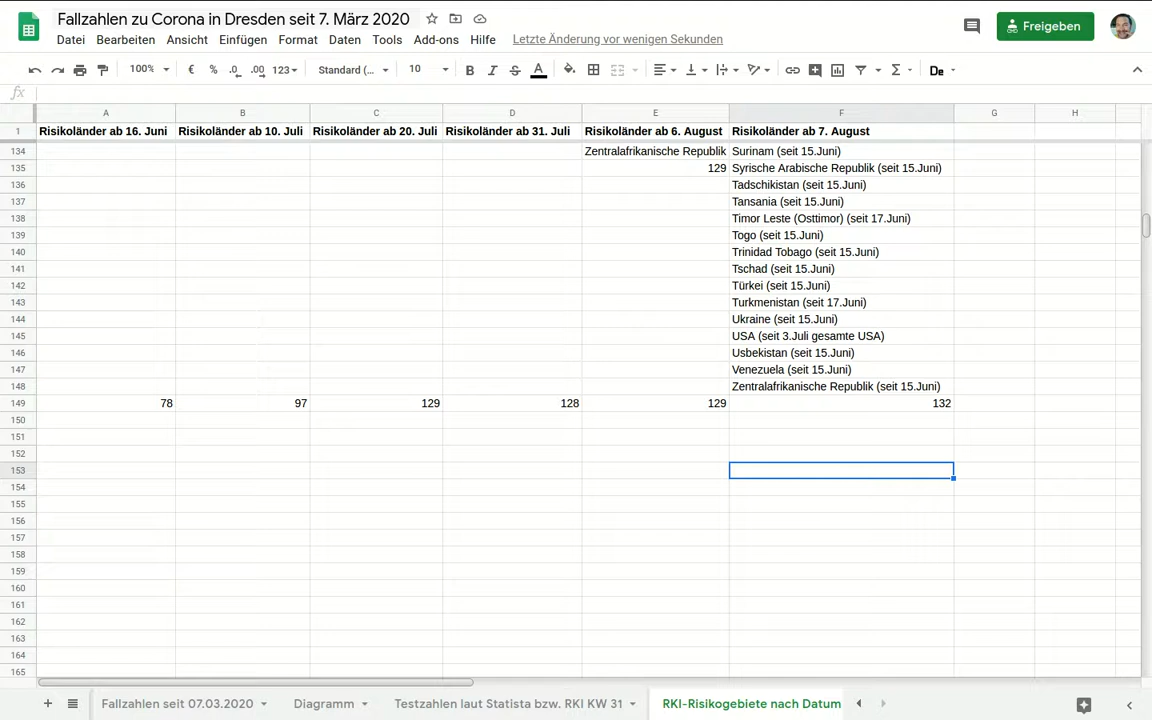 Fallzahlen zu Corona in Dresden seit 7. März 2020
Datei Bearbeiten Ansicht Einfügen Format Daten Tools Add-ons Hilfe Letzte Änderung vor wenigen Sekunden
Freigeben
100% € % .0 .00 123 Standard (... 10 B I S A Σ De
fx
A B C D E F G H
1 Risikoländer ab 16. Juni Risikoländer ab 10. Juli Risikoländer ab 20. Juli Risikoländer ab 31. Juli Risikoländer ab 6. August Risikoländer ab 7. August
134 Zentralafrikanische Republik Surinam (seit 15.Juni)
135 129 Syrische Arabische Republik (seit 15.Juni)
136 Tadschikistan (seit 15.Juni)
137 Tansania (seit 15.Juni)
138 Timor Leste (Osttimor) (seit 17.Juni)
139 Togo (seit 15.Juni)
140 Trinidad Tobago (seit 15.Juni)
141 Tschad (seit 15.Juni)
142 Türkei (seit 15.Juni)
143 Turkmenistan (seit 17.Juni)
144 Ukraine (seit 15.Juni)
145 USA (seit 3.Juli gesamte USA)
146 Usbekistan (seit 15.Juni)
147 Venezuela (seit 15.Juni)
148 Zentralafrikanische Republik (seit 15.Juni)
149 78 97 129 128 129 132
150
151
152
153
154
155
156
157
158
159
160
161
162
163
164
165
Fallzahlen seit 07.03.2020 Diagramm Testzahlen laut Statista bzw. RKI KW 31 RKI-Risikogebiete nach Datum